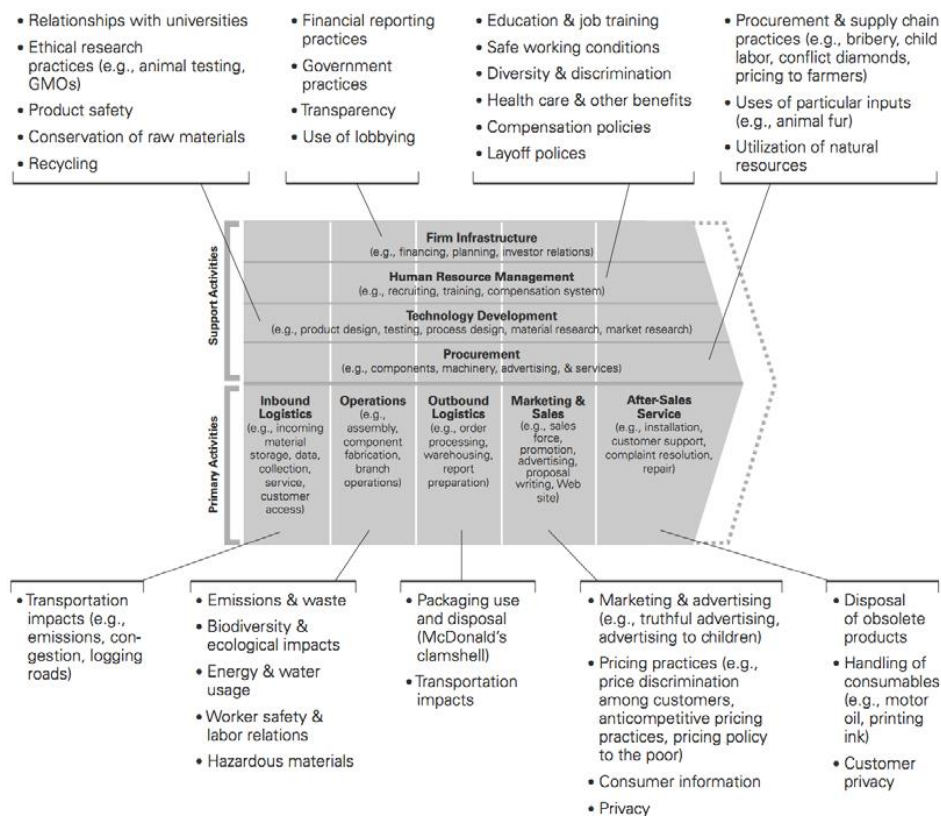 • Relationships with universities
• Ethical research
practices (e.g., animal testing,
GMOs)
• Product safety
• Conservation of raw materials
• Recycling
• Financial reporting
practices
• Government
practices
• Transparency
• Use of lobbying
• Education & job training
• Safe working conditions
• Diversity & discrimination
• Health care & other benefits
• Compensation policies
• Layoff polices
• Procurement & supply chain
practices (e.g., bribery, child
labor, conflict diamonds,
pricing to farmers)
• Uses of particular inputs
(e.g., animal fur)
• Utilization of natural
resources
Support Activities
Firm Infrastructure
(e.g., financing, planning, investor relations)
Human Resource Management
(e.g., recruiting, training, compensation system)
Technology Development
(e.g., product design, testing, process design, material research, market research)
Procurement
(e.g., components, machinery, advertising, & services)
Primary Activities
Inbound
Logistics
(e.g., incoming
material
storage, data,
collection,
service,
customer
access)
Operations
(e.g.,
assembly,
component
fabrication,
branch
operations)
Outbound
Logistics
(e.g., order
processing,
warehousing,
report
preparation)
Marketing &
Sales
(e.g., sales
force,
promotion,
advertising,
proposal
writing, Web
site)
After-Sales
Service
(e.g., installation,
customer support,
complaint resolution,
repair)
• Transportation
impacts (e.g.,
emissions, con-
gestion, logging
roads)
• Emissions & waste
• Biodiversity &
ecological impacts
• Energy & water
usage
• Worker safety &
labor relations
• Hazardous materials
• Packaging use
and disposal
(McDonald's
clamshell)
• Transportation
impacts
• Marketing & advertising
(e.g., truthful advertising,
advertising to children)
• Pricing practices (e.g.,
price discrimination
among customers,
anticompetitive pricing
practices, pricing policy
to the poor)
• Consumer information
• Privacy
• Disposal
of obsolete
products
• Handling of
consumables
(e.g., motor
oil, printing
ink)
• Customer
privacy